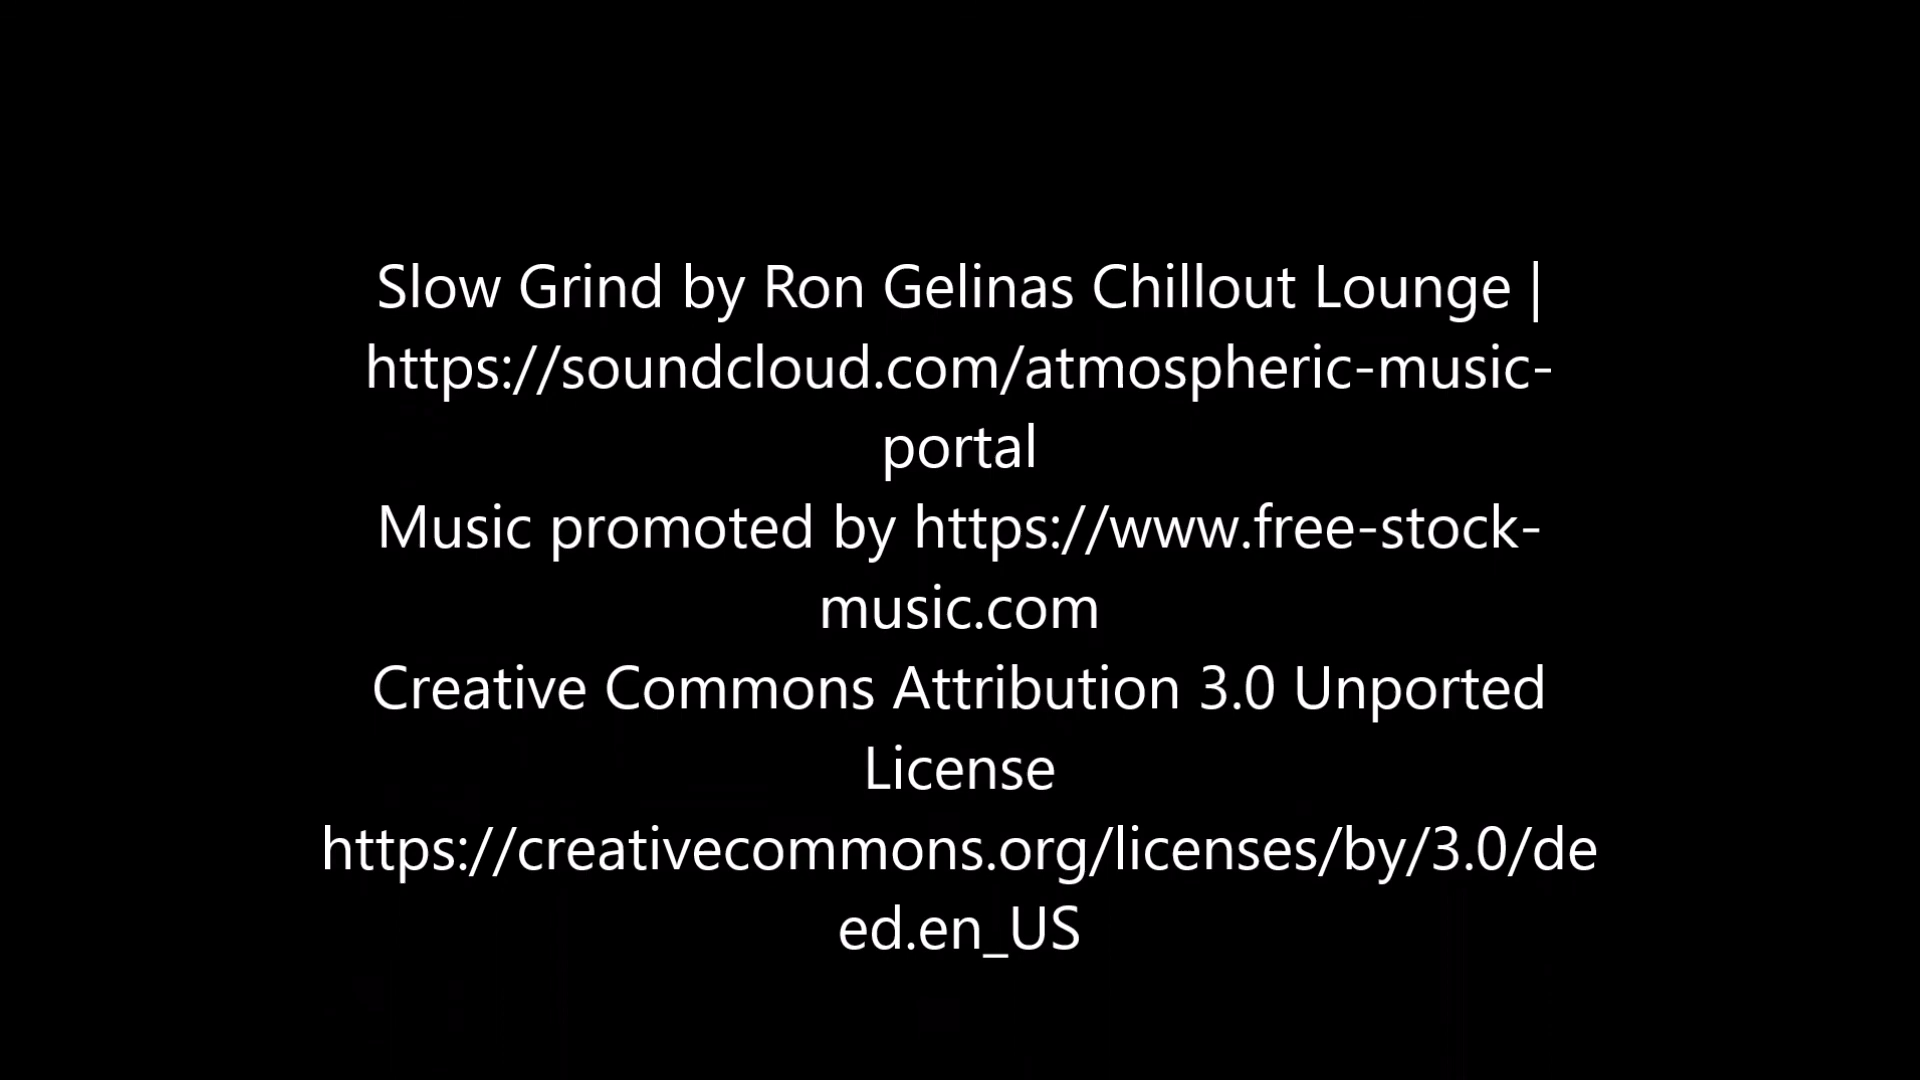 Slow Grind by Ron Gelinas Chillout Lounge |
https://soundcloud.com/atmospheric-music-
portal
Music promoted by https://www.free-stock-
music.com
Creative Commons Attribution 3.0 Unported
License
https://creativecommons.org/licenses/by/3.0/de
ed.en_US